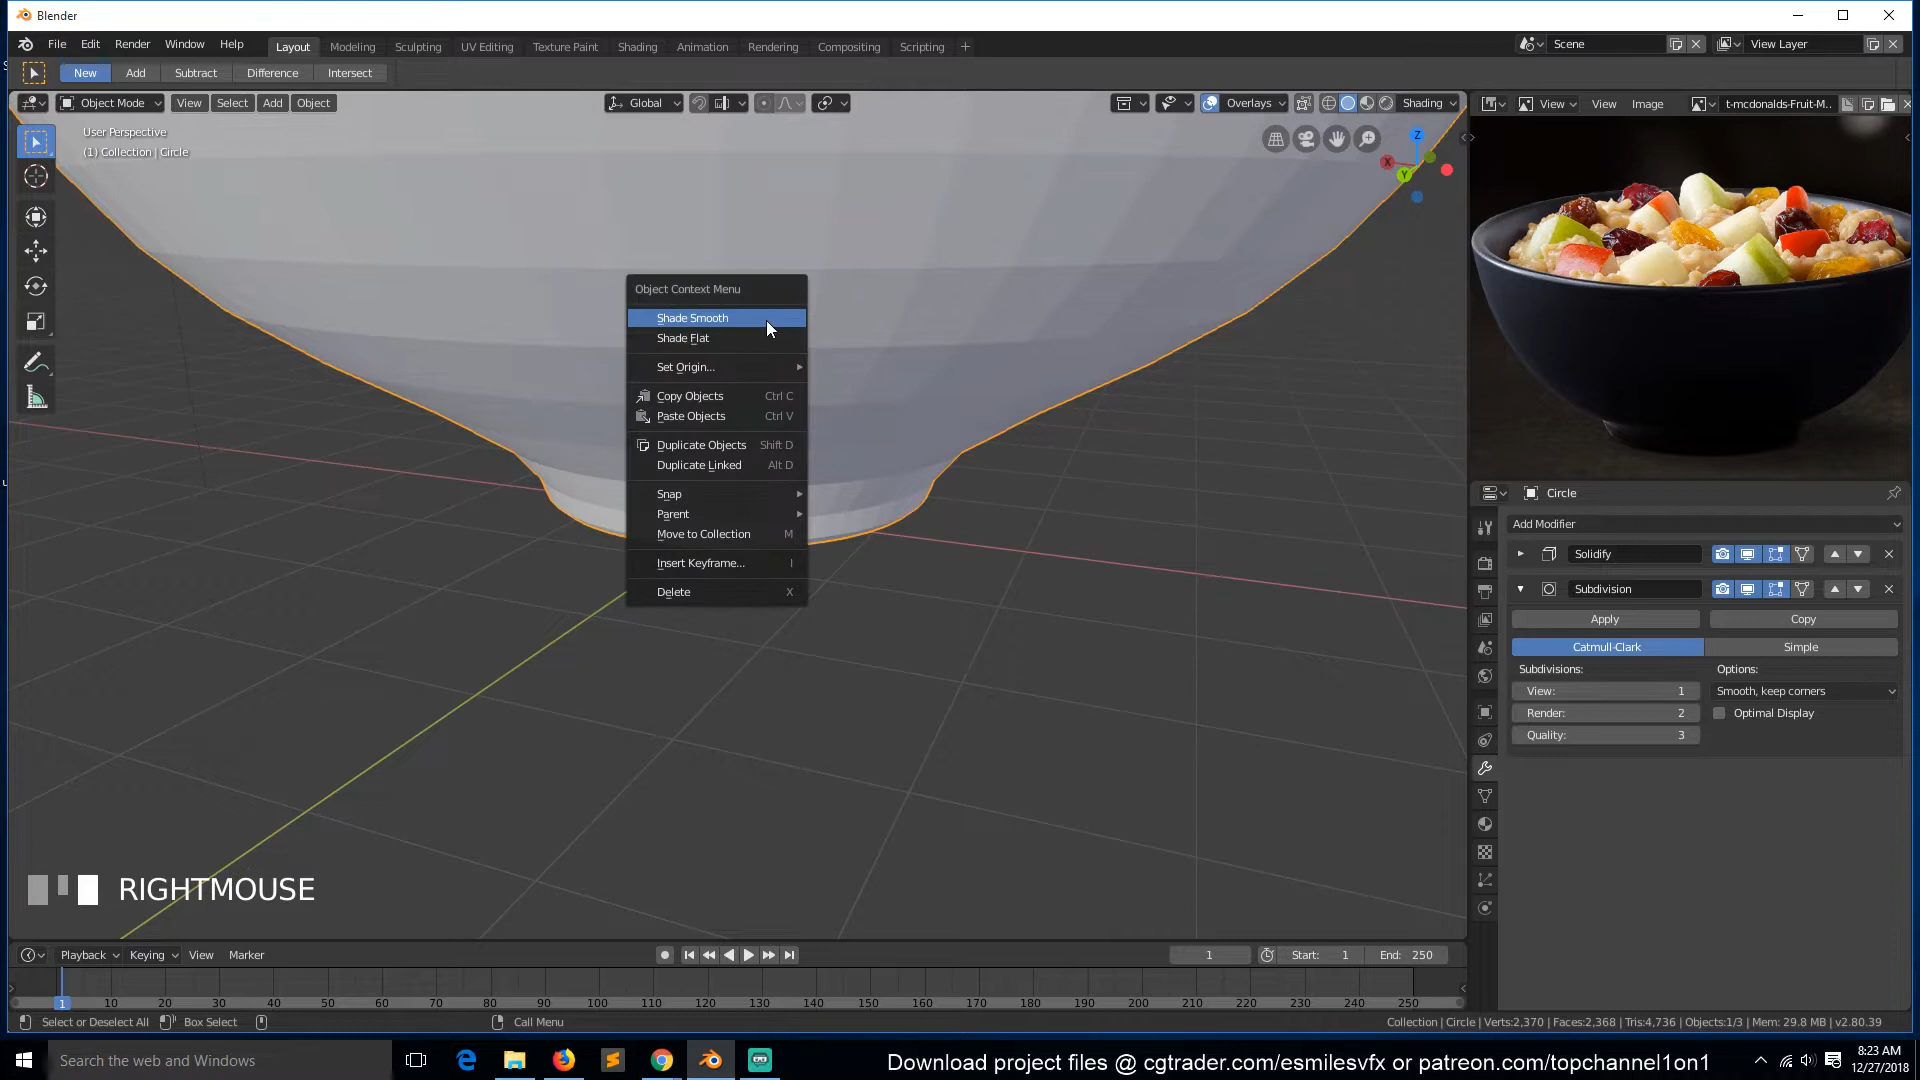 Blender
File Edit Render Window Help
Layout Modeling Sculpting UV Editing Texture Paint Shading Animation Rendering Compositing Scripting
Scene
View Layer
New Add Subtract Difference Intersect
Object Mode View Select Add Object
Global
Overlays
Shading
View View Image t-mcdonalds-Fruit-M..
User Perspective
(1) Collection | Circle
Z
X
Y
Object Context Menu
Shade Smooth
Shade Flat
Set Origin...
Copy Objects Ctrl C
Paste Objects Ctrl V
Duplicate Objects Shift D
Duplicate Linked Alt D
Snap
Parent
Move to Collection M
Insert Keyframe... I
Delete X
Circle
Add Modifier
Solidify
Subdivision
Apply Copy
Catmull-Clark Simple
Subdivisions: Options:
View: 1 Smooth, keep corners
Render: 2 Optimal Display
Quality: 3
RIGHTMOUSE
Playback Keying View Marker
1
Start: 1 End: 250
1 10 20 30 40 50 60 70 80 90 100 110 120 130 140 150 160 170 180 190 200 210 220 230 240 250
Select or Deselect All Box Select Call Menu
Collection | Circle | Verts:2,370 | Faces:2,368 | Tris:4,736 | Objects:1/3 | Mem: 29.8 MB | v2.80.39
Search the web and Windows
Download project files @ cgtrader.com/esmilesvfx or patreon.com/topchannel1on1
8:23 AM
12/27/2018